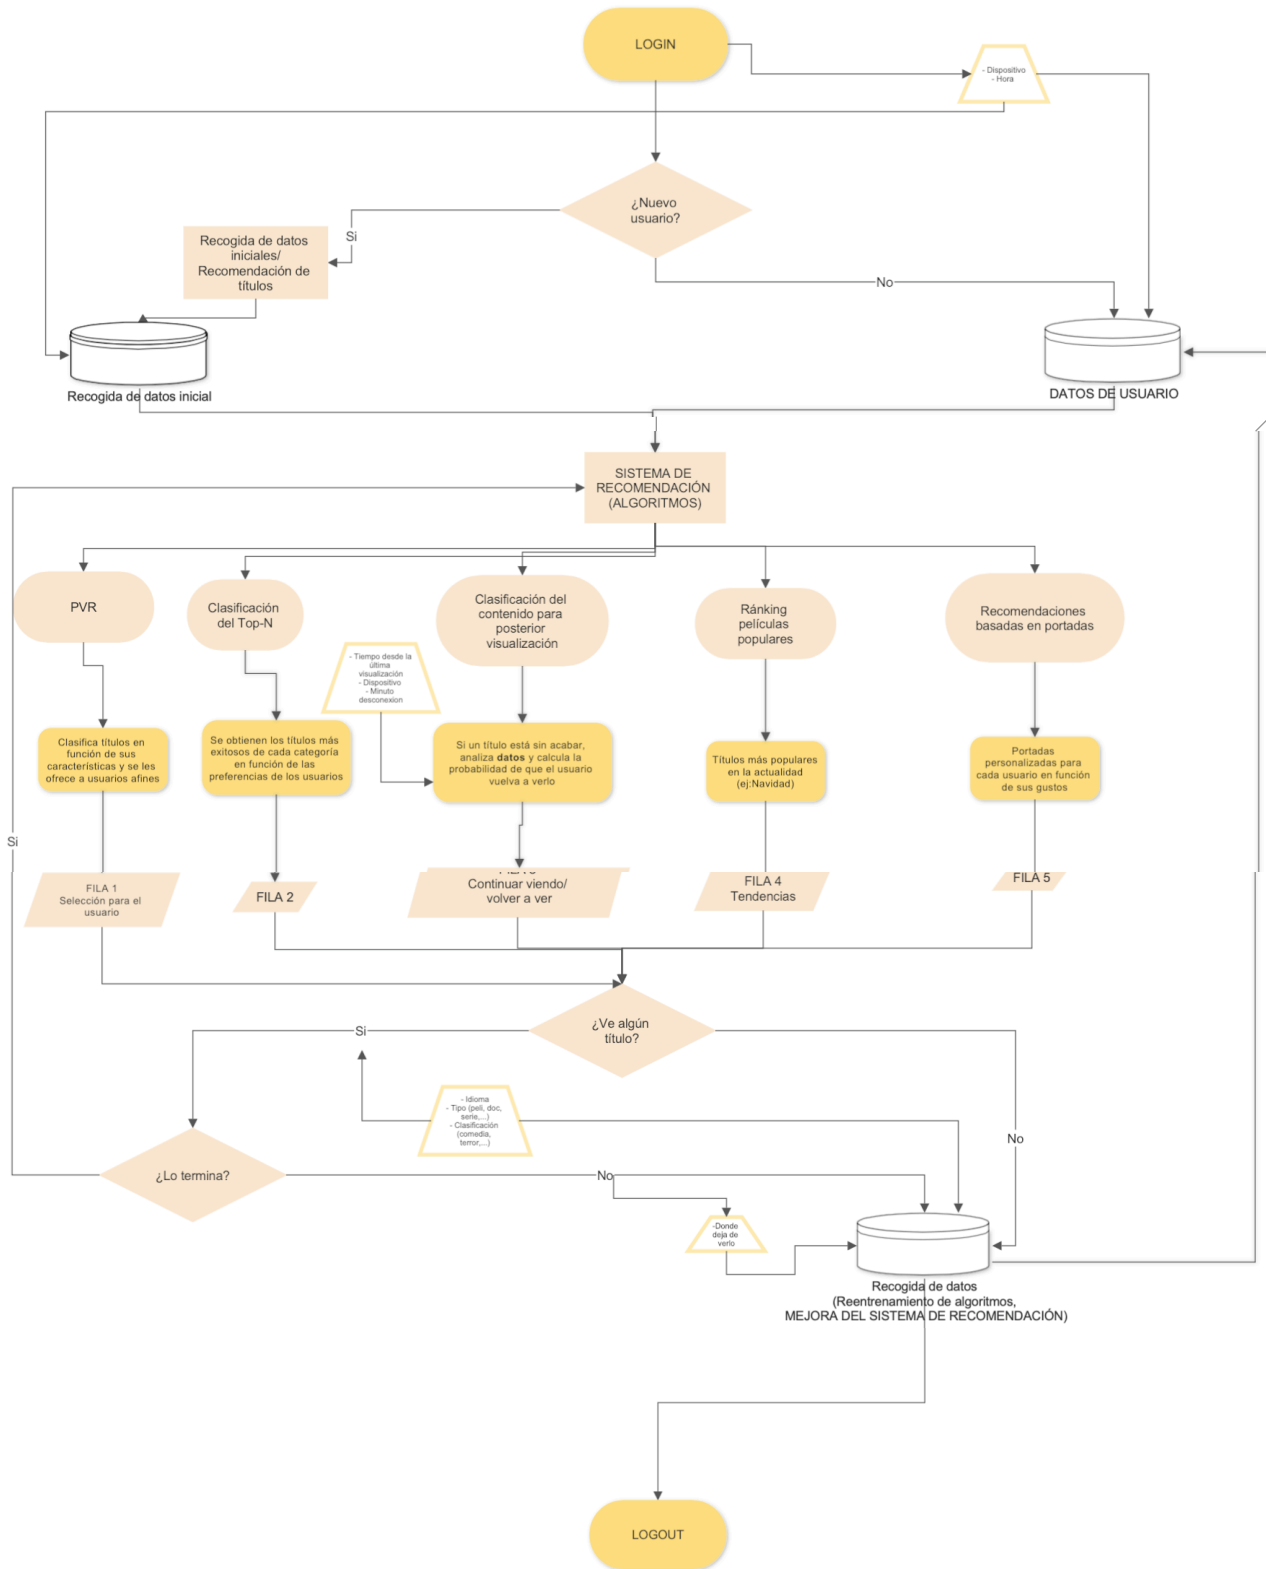 LOGIN
- Dispositivo
- Hora
¿Nuevo
usuario?
Si
Recogida de datos
iniciales/
Recomendación de
títulos
No
Recogida de datos inicial
DATOS DE USUARIO
SISTEMA DE
RECOMENDACIÓN
(ALGORITMOS)
PVR
Clasificación
del Top-N
Clasificación del
contenido para
posterior
visualización
Ránking
películas
populares
Recomendaciones
basadas en portadas
- Tiempo desde la
última
visualización
- Dispositivo
- Minuto
desconexion
Clasifica títulos en
función de sus
características y se les
ofrece a usuarios afines
Se obtienen los títulos más
exitosos de cada categoría
en función de las
preferencias de los usuarios
Si un título está sin acabar,
analiza datos y calcula la
probabilidad de que el usuario
vuelva a verlo
Títulos más populares
en la actualidad
(ej:Navidad)
Portadas
personalizadas para
cada usuario en función
de sus gustos
Si
FILA 1
Selección para el
usuario
FILA 2
Continuar viendo/
volver a ver
FILA 4
Tendencias
FILA 5
¿Ve algún
título?
Si
- Idioma
- Tipo (peli, doc,
serie,...)
- Clasificación
(comedia,
terror,...)
No
¿Lo termina?
No
-Donde
deja de
verlo
Recogida de datos
(Reentrenamiento de algoritmos,
MEJORA DEL SISTEMA DE RECOMENDACIÓN)
LOGOUT